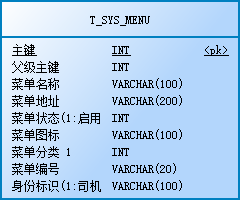 T_SYS_MENU
主键 INT <pk>
父级主键 INT
菜单名称 VARCHAR(100)
菜单地址 VARCHAR(200)
菜单状态(1:启用 INT
菜单图标 VARCHAR(100)
菜单分类 1 INT
菜单编号 VARCHAR(20)
身份标识(1:司机 VARCHAR(100)